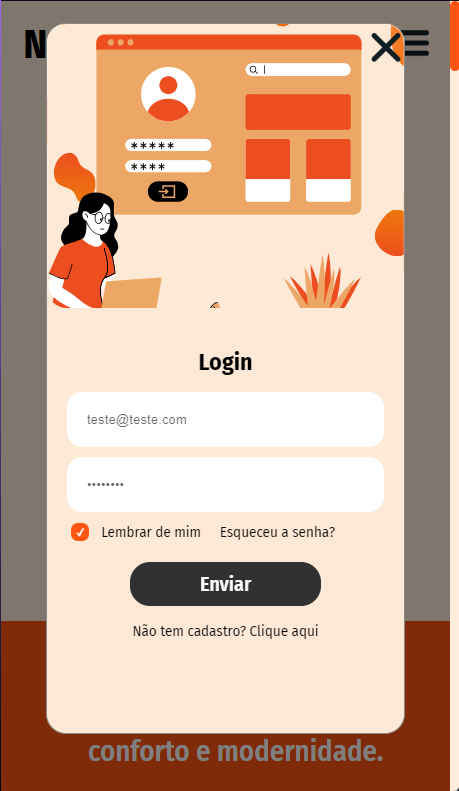 N
*****
****
Login
teste@teste.com
••••••••
Lembrar de mim Esqueceu a senha?
Enviar
Não tem cadastro? Clique aqui
conforto e modernidade.